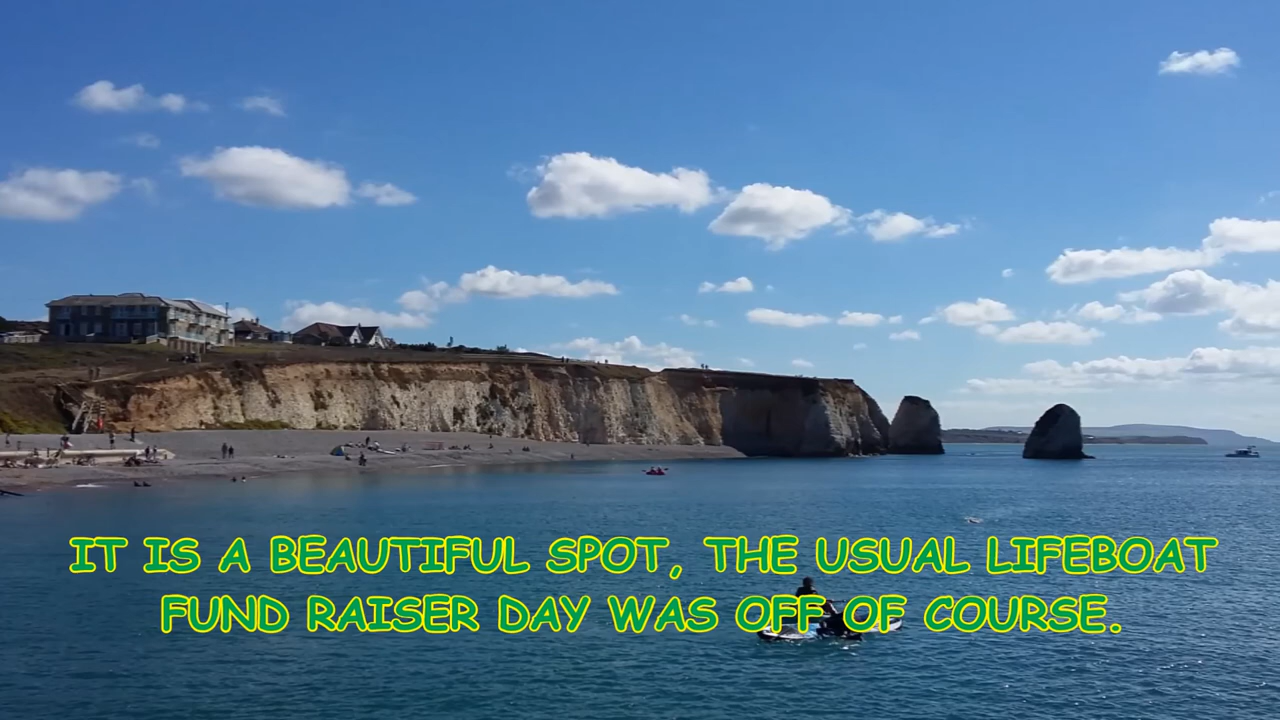 IT IS A BEAUTIFUL SPOT, THE USUAL LIFEBOAT
FUND RAISER DAY WAS OFF OF COURSE.